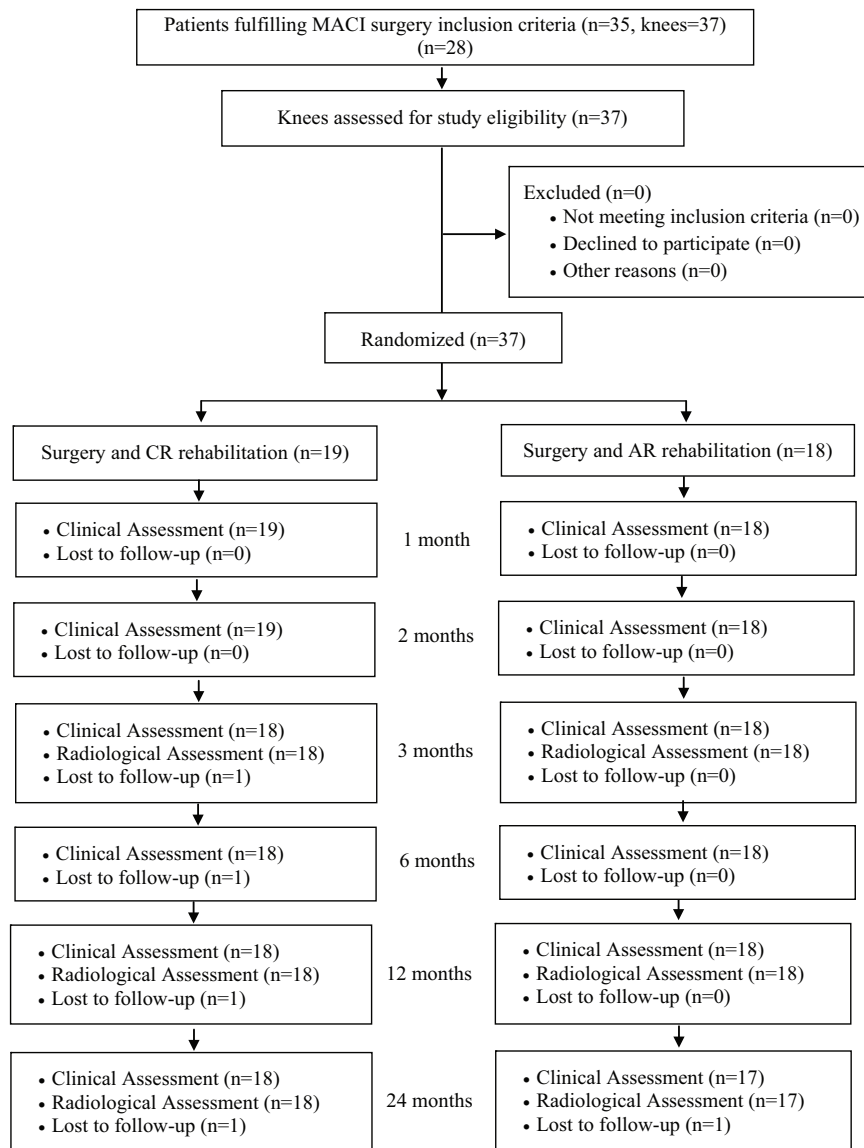 Patients fulfilling MACI surgery inclusion criteria (n=35, knees=37)
(n=28)
Knees assessed for study eligibility (n=37)
Excluded (n=0)
• Not meeting inclusion criteria (n=0)
• Declined to participate (n=0)
• Other reasons (n=0)
Randomized (n=37)
Surgery and CR rehabilitation (n=19)
Surgery and AR rehabilitation (n=18)
• Clinical Assessment (n=19)
• Lost to follow-up (n=0)
1 month
• Clinical Assessment (n=18)
• Lost to follow-up (n=0)
• Clinical Assessment (n=19)
• Lost to follow-up (n=0)
2 months
• Clinical Assessment (n=18)
• Lost to follow-up (n=0)
• Clinical Assessment (n=18)
• Radiological Assessment (n=18)
• Lost to follow-up (n=1)
3 months
• Clinical Assessment (n=18)
• Radiological Assessment (n=18)
• Lost to follow-up (n=0)
• Clinical Assessment (n=18)
• Lost to follow-up (n=1)
6 months
• Clinical Assessment (n=18)
• Lost to follow-up (n=0)
• Clinical Assessment (n=18)
• Radiological Assessment (n=18)
• Lost to follow-up (n=1)
12 months
• Clinical Assessment (n=18)
• Radiological Assessment (n=18)
• Lost to follow-up (n=0)
• Clinical Assessment (n=18)
• Radiological Assessment (n=18)
• Lost to follow-up (n=1)
24 months
• Clinical Assessment (n=17)
• Radiological Assessment (n=17)
• Lost to follow-up (n=1)